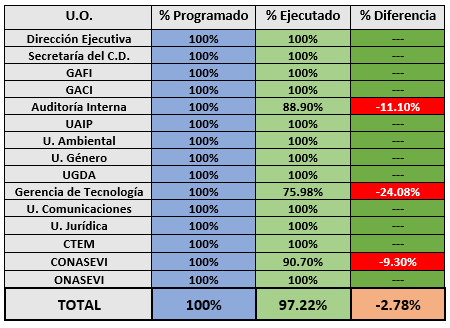 U.O. % Programado % Ejecutado % Diferencia
Dirección Ejecutiva 100% 100% ---
Secretaría del C.D. 100% 100% ---
GAFI 100% 100% ---
GACI 100% 100% ---
Auditoría Interna 100% 88.90% -11.10%
UAIP 100% 100% ---
U. Ambiental 100% 100% ---
U. Género 100% 100% ---
UGDA 100% 100% ---
Gerencia de Tecnología 100% 75.98% -24.08%
U. Comunicaciones 100% 100% ---
U. Jurídica 100% 100% ---
CTEM 100% 100% ---
CONASEVI 100% 90.70% -9.30%
ONASEVI 100% 100% ---
TOTAL 100% 97.22% -2.78%